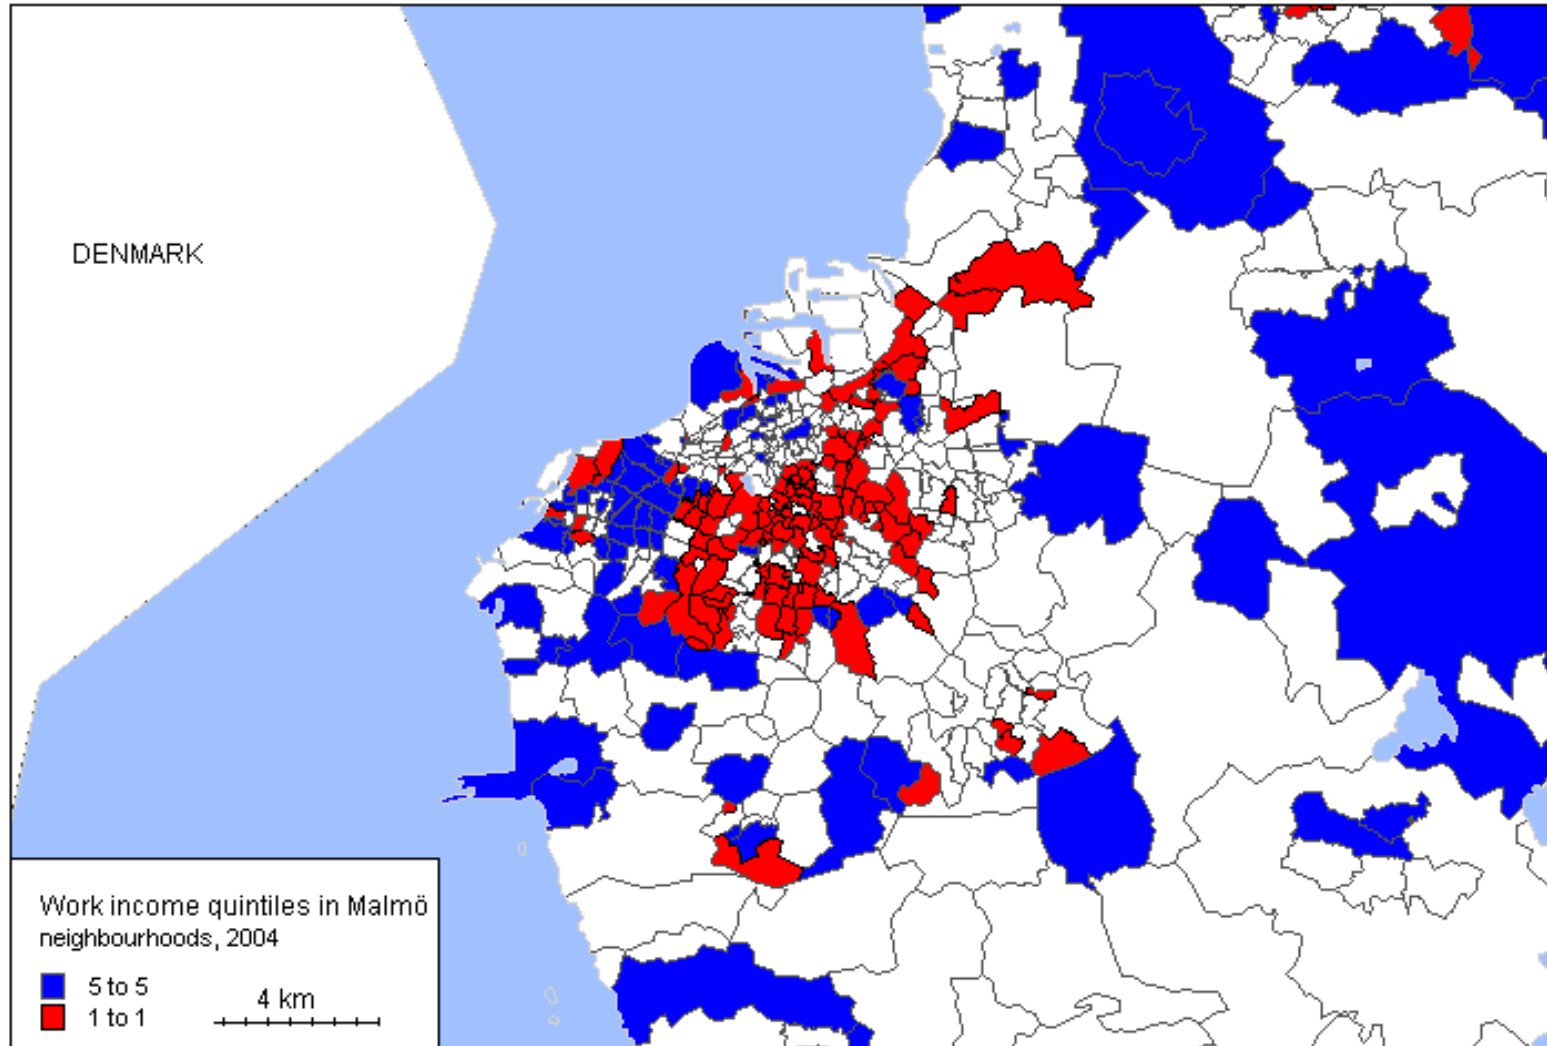 DENMARK
Work income quintiles in Malmö
neighbourhoods, 2004
5 to 5
1 to 1
4 km